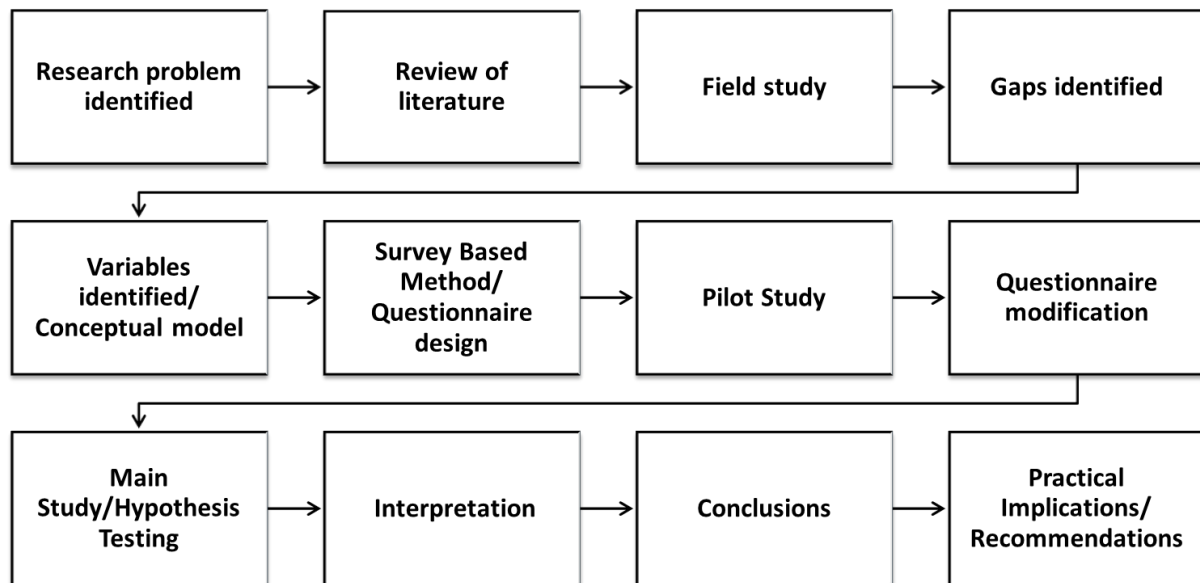 Research problem
identified
Review of
literature
Field study
Gaps identified
Variables
identified/
Conceptual model
Survey Based
Method/
Questionnaire
design
Pilot Study
Questionnaire
modification
Main
Study/Hypothesis
Testing
Interpretation
Conclusions
Practical
Implications/
Recommendations